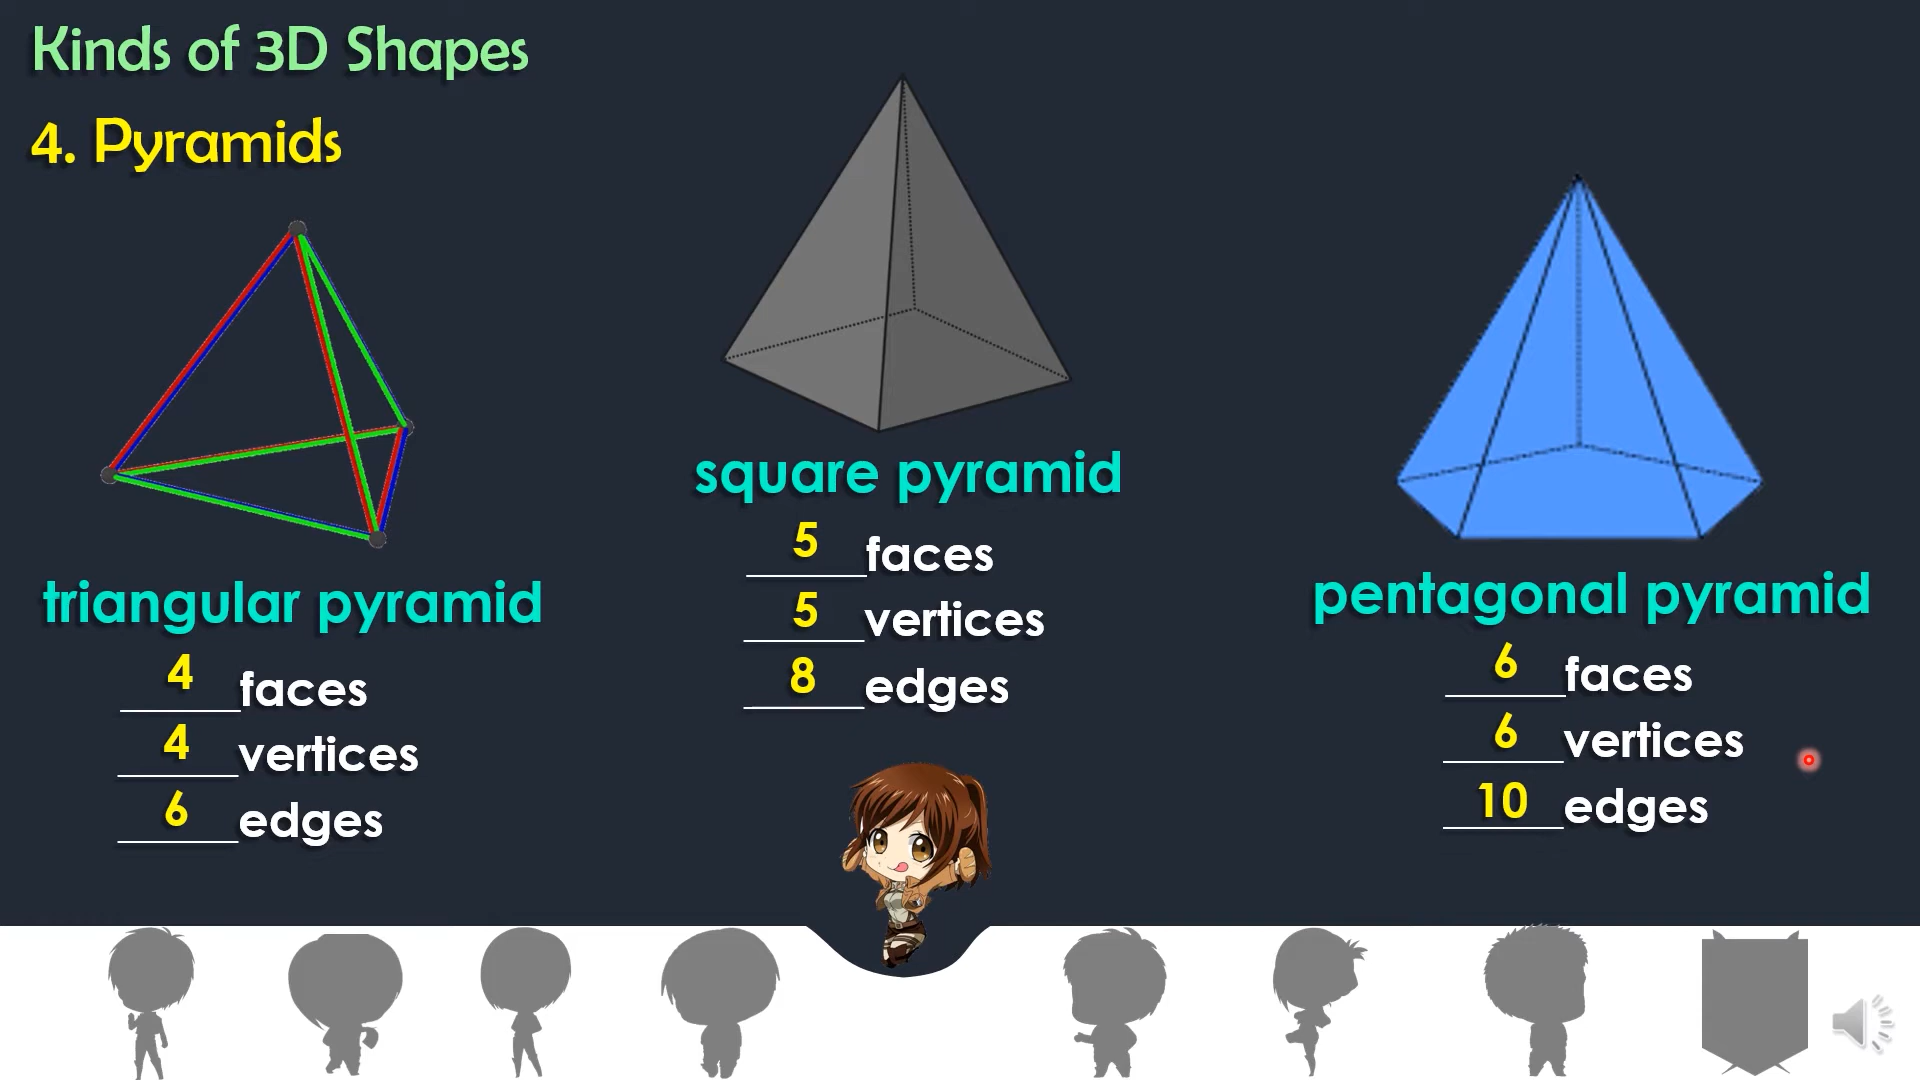 Kinds of 3D Shapes
4. Pyramids
triangular pyramid
4 faces
4 vertices
6 edges
square pyramid
5 faces
5 vertices
8 edges
pentagonal pyramid
6 faces
6 vertices
10 edges